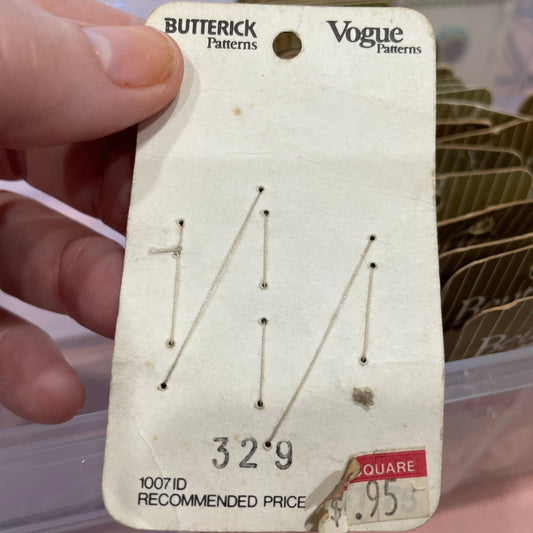 BUTTERICK
Patterns
Vogue
Patterns
329
1007ID
RECOMMENDED PRICE
QUARE
$.95